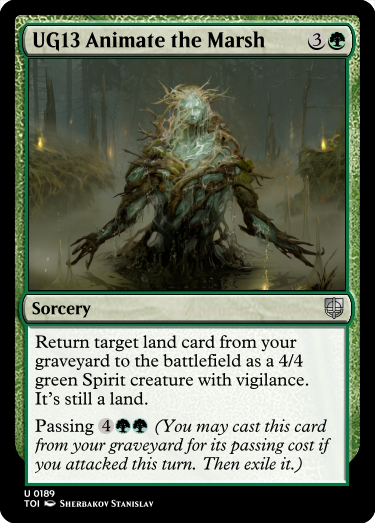 UG13 Animate the Marsh 3
Sorcery
Return target land card from your
graveyard to the battlefield as a 4/4
green Spirit creature with vigilance.
It's still a land.
Passing 4 (You may cast this card
from your graveyard for its passing cost if
you attacked this turn. Then exile it.)
U 0189
TOI Sherbakov Stanislav